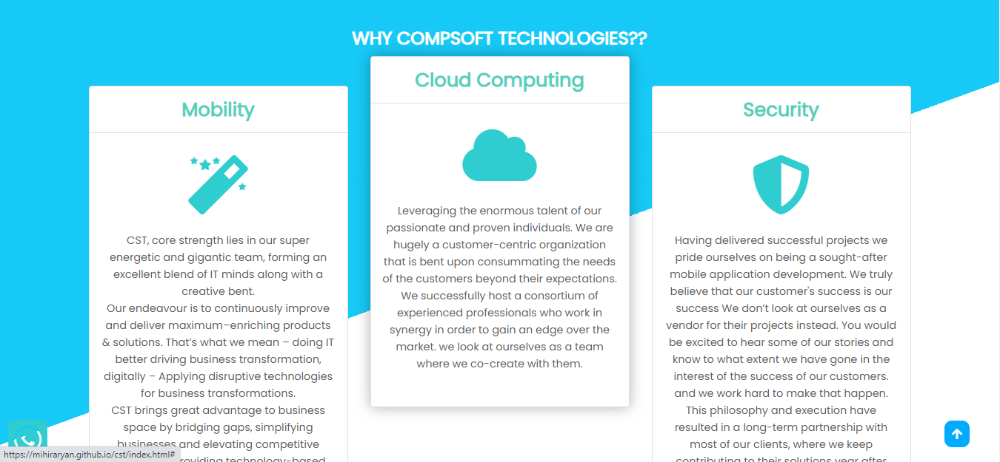 WHY COMPSOFT TECHNOLOGIES??
Mobility
CST, core strength lies in our super
energetic and gigantic team, forming an
excellent blend of IT minds along with a
creative bent.
Our endeavour is to continuously improve
and deliver maximum–enriching products
& solutions. That’s what we mean – doing IT
better driving business transformation,
digitally – Applying disruptive technologies
for business transformations.
CST brings great advantage to business
space by bridging gaps, simplifying
businesses and elevating competitive
providing technology-based
Cloud Computing
Leveraging the enormous talent of our
passionate and proven individuals. We are
hugely a customer-centric organization
that is bent upon consummating the needs
of the customers beyond their expectations.
We successfully host a consortium of
experienced professionals who work in
synergy in order to gain an edge over the
market. we look at ourselves as a team
where we co-create with them.
Security
Having delivered successful projects we
pride ourselves on being a sought-after
mobile application development. We truly
believe that our customer's success is our
success We don’t look at ourselves as a
vendor for their projects instead. You would
be excited to hear some of our stories and
know to what extent we have gone in the
interest of the success of our customers.
and we work hard to make that happen.
This philosophy and execution have
resulted in a long-term partnership with
most of our clients, where we keep
contributing to their solutions year after
https://mihiraryan.github.io/cst/index.html#